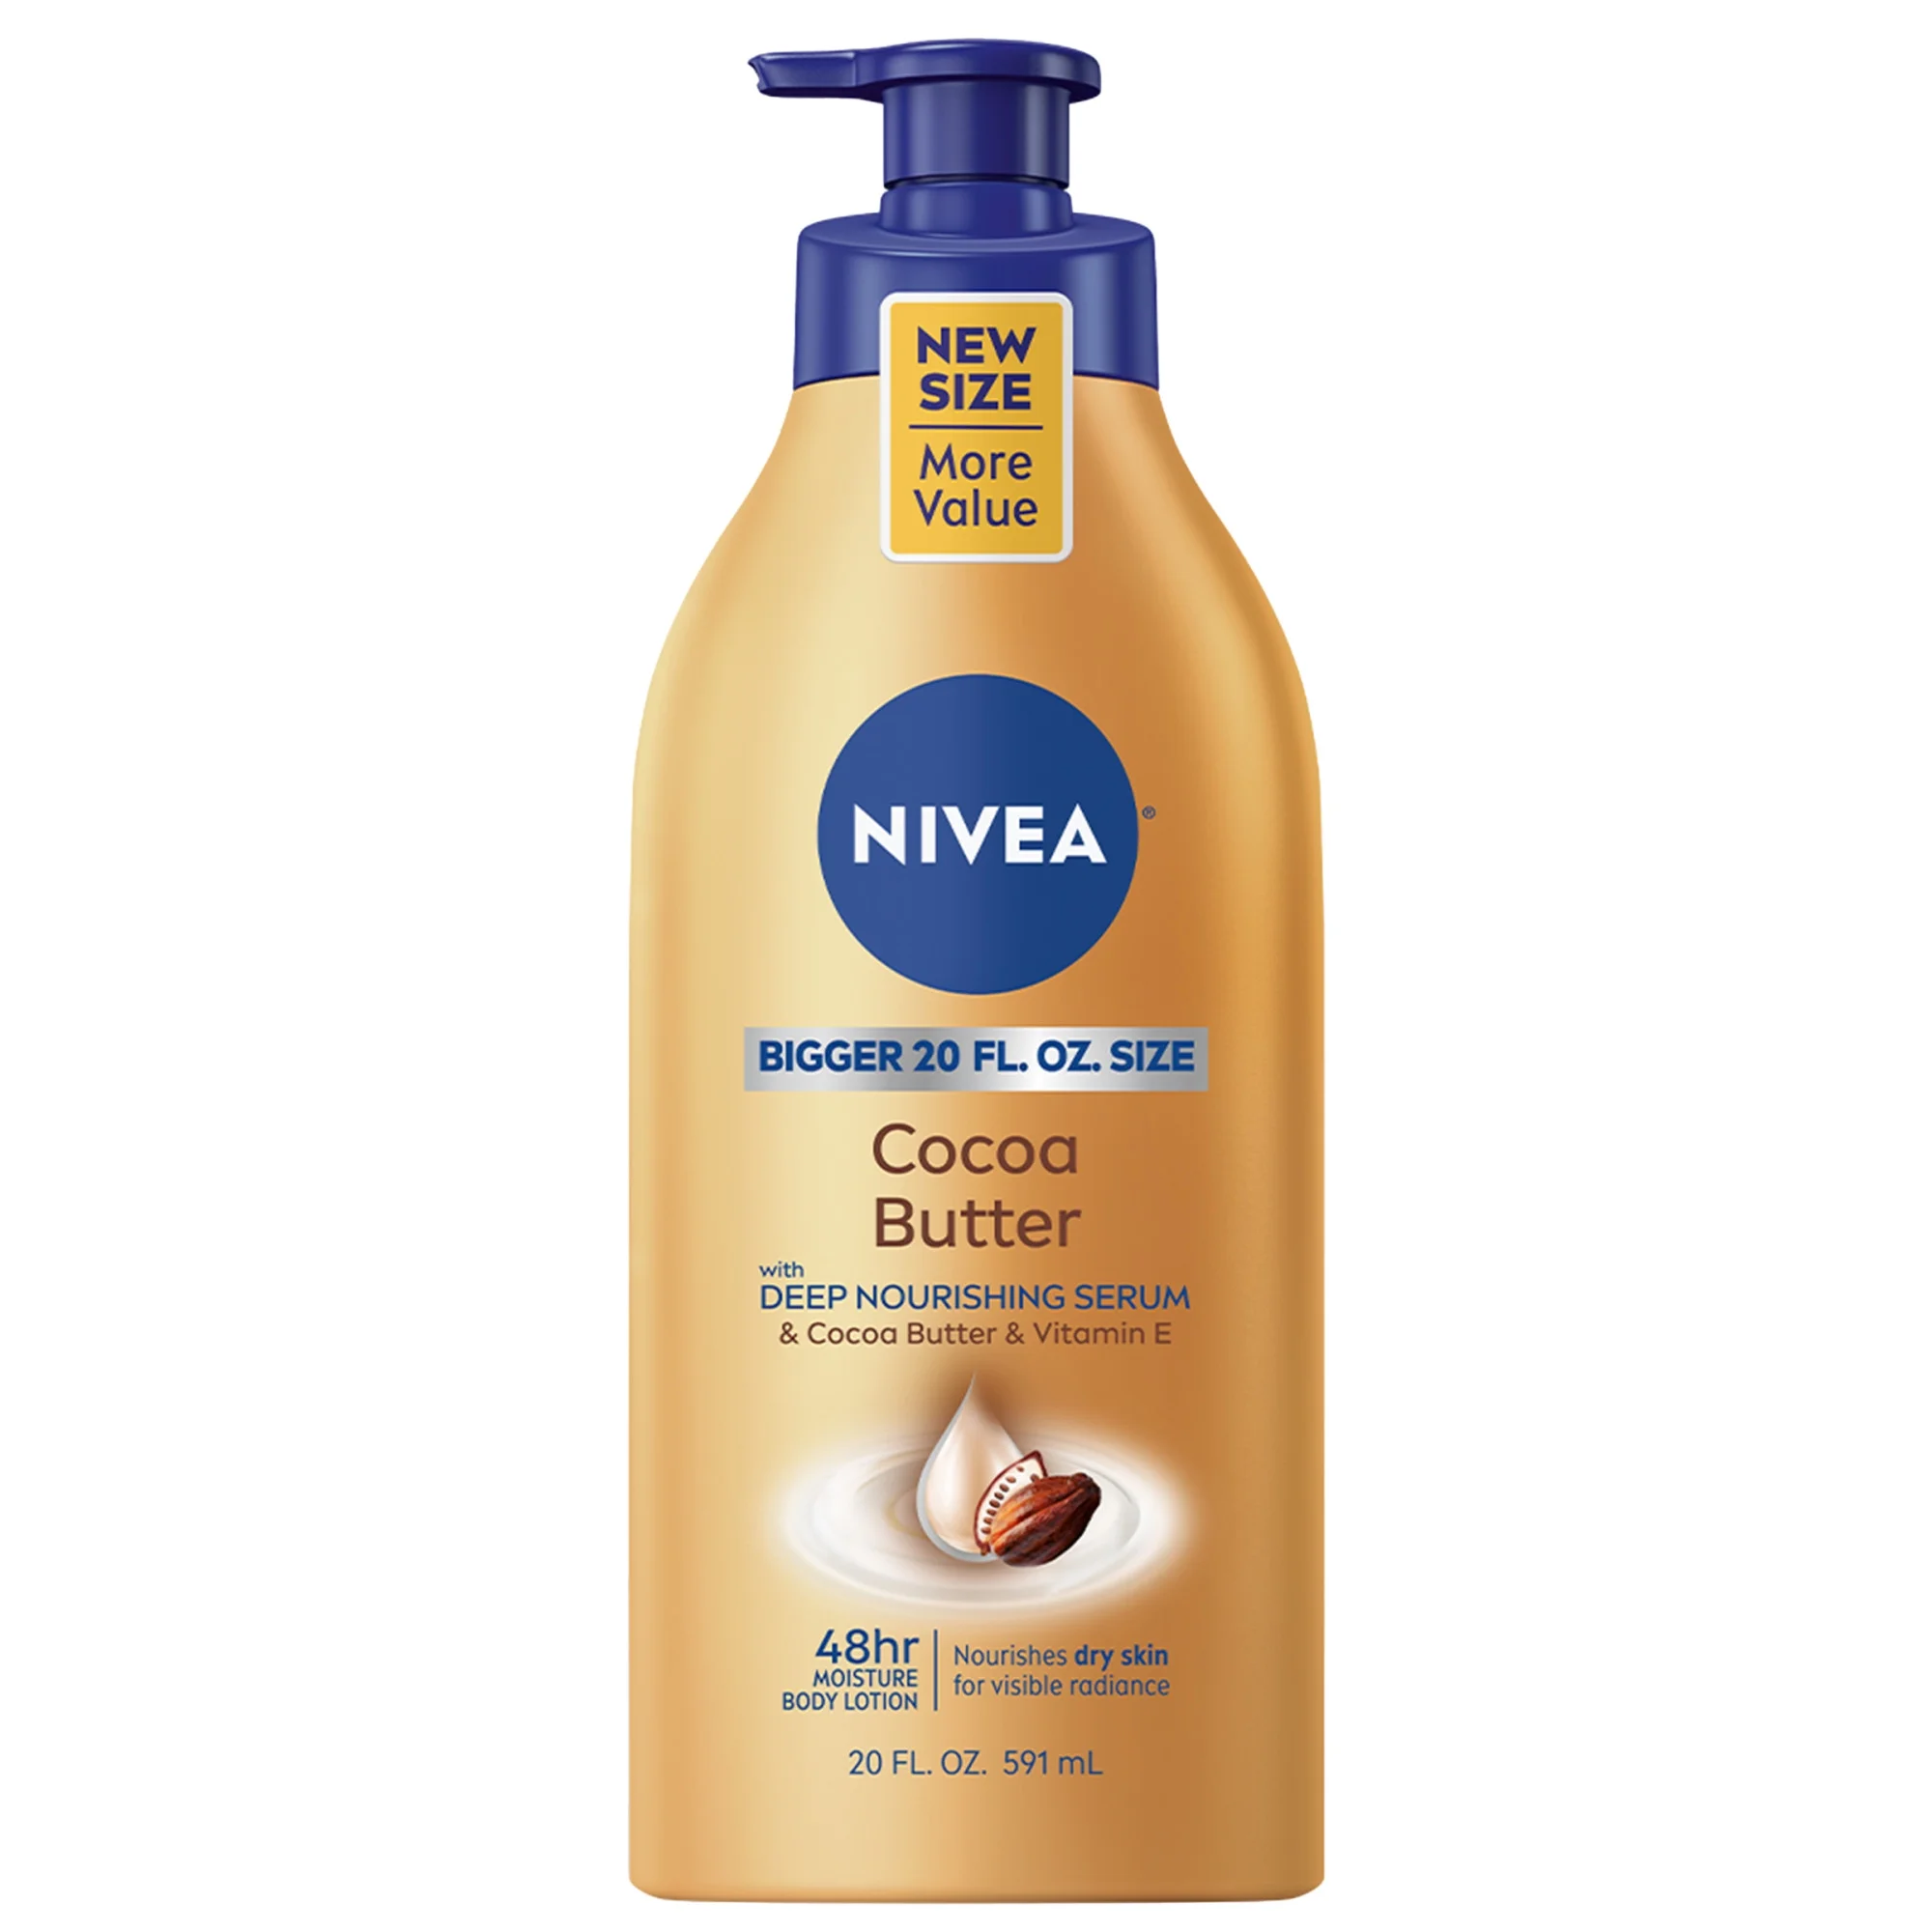 NEW
SIZE
More
Value
NIVEA®
BIGGER 20 FL. OZ. SIZE
Cocoa
Butter
with
DEEP NOURISHING SERUM
& Cocoa Butter & Vitamin E
48hr
MOISTURE
BODY LOTION
Nourishes dry skin
for visible radiance
20 FL. OZ. 591 mL